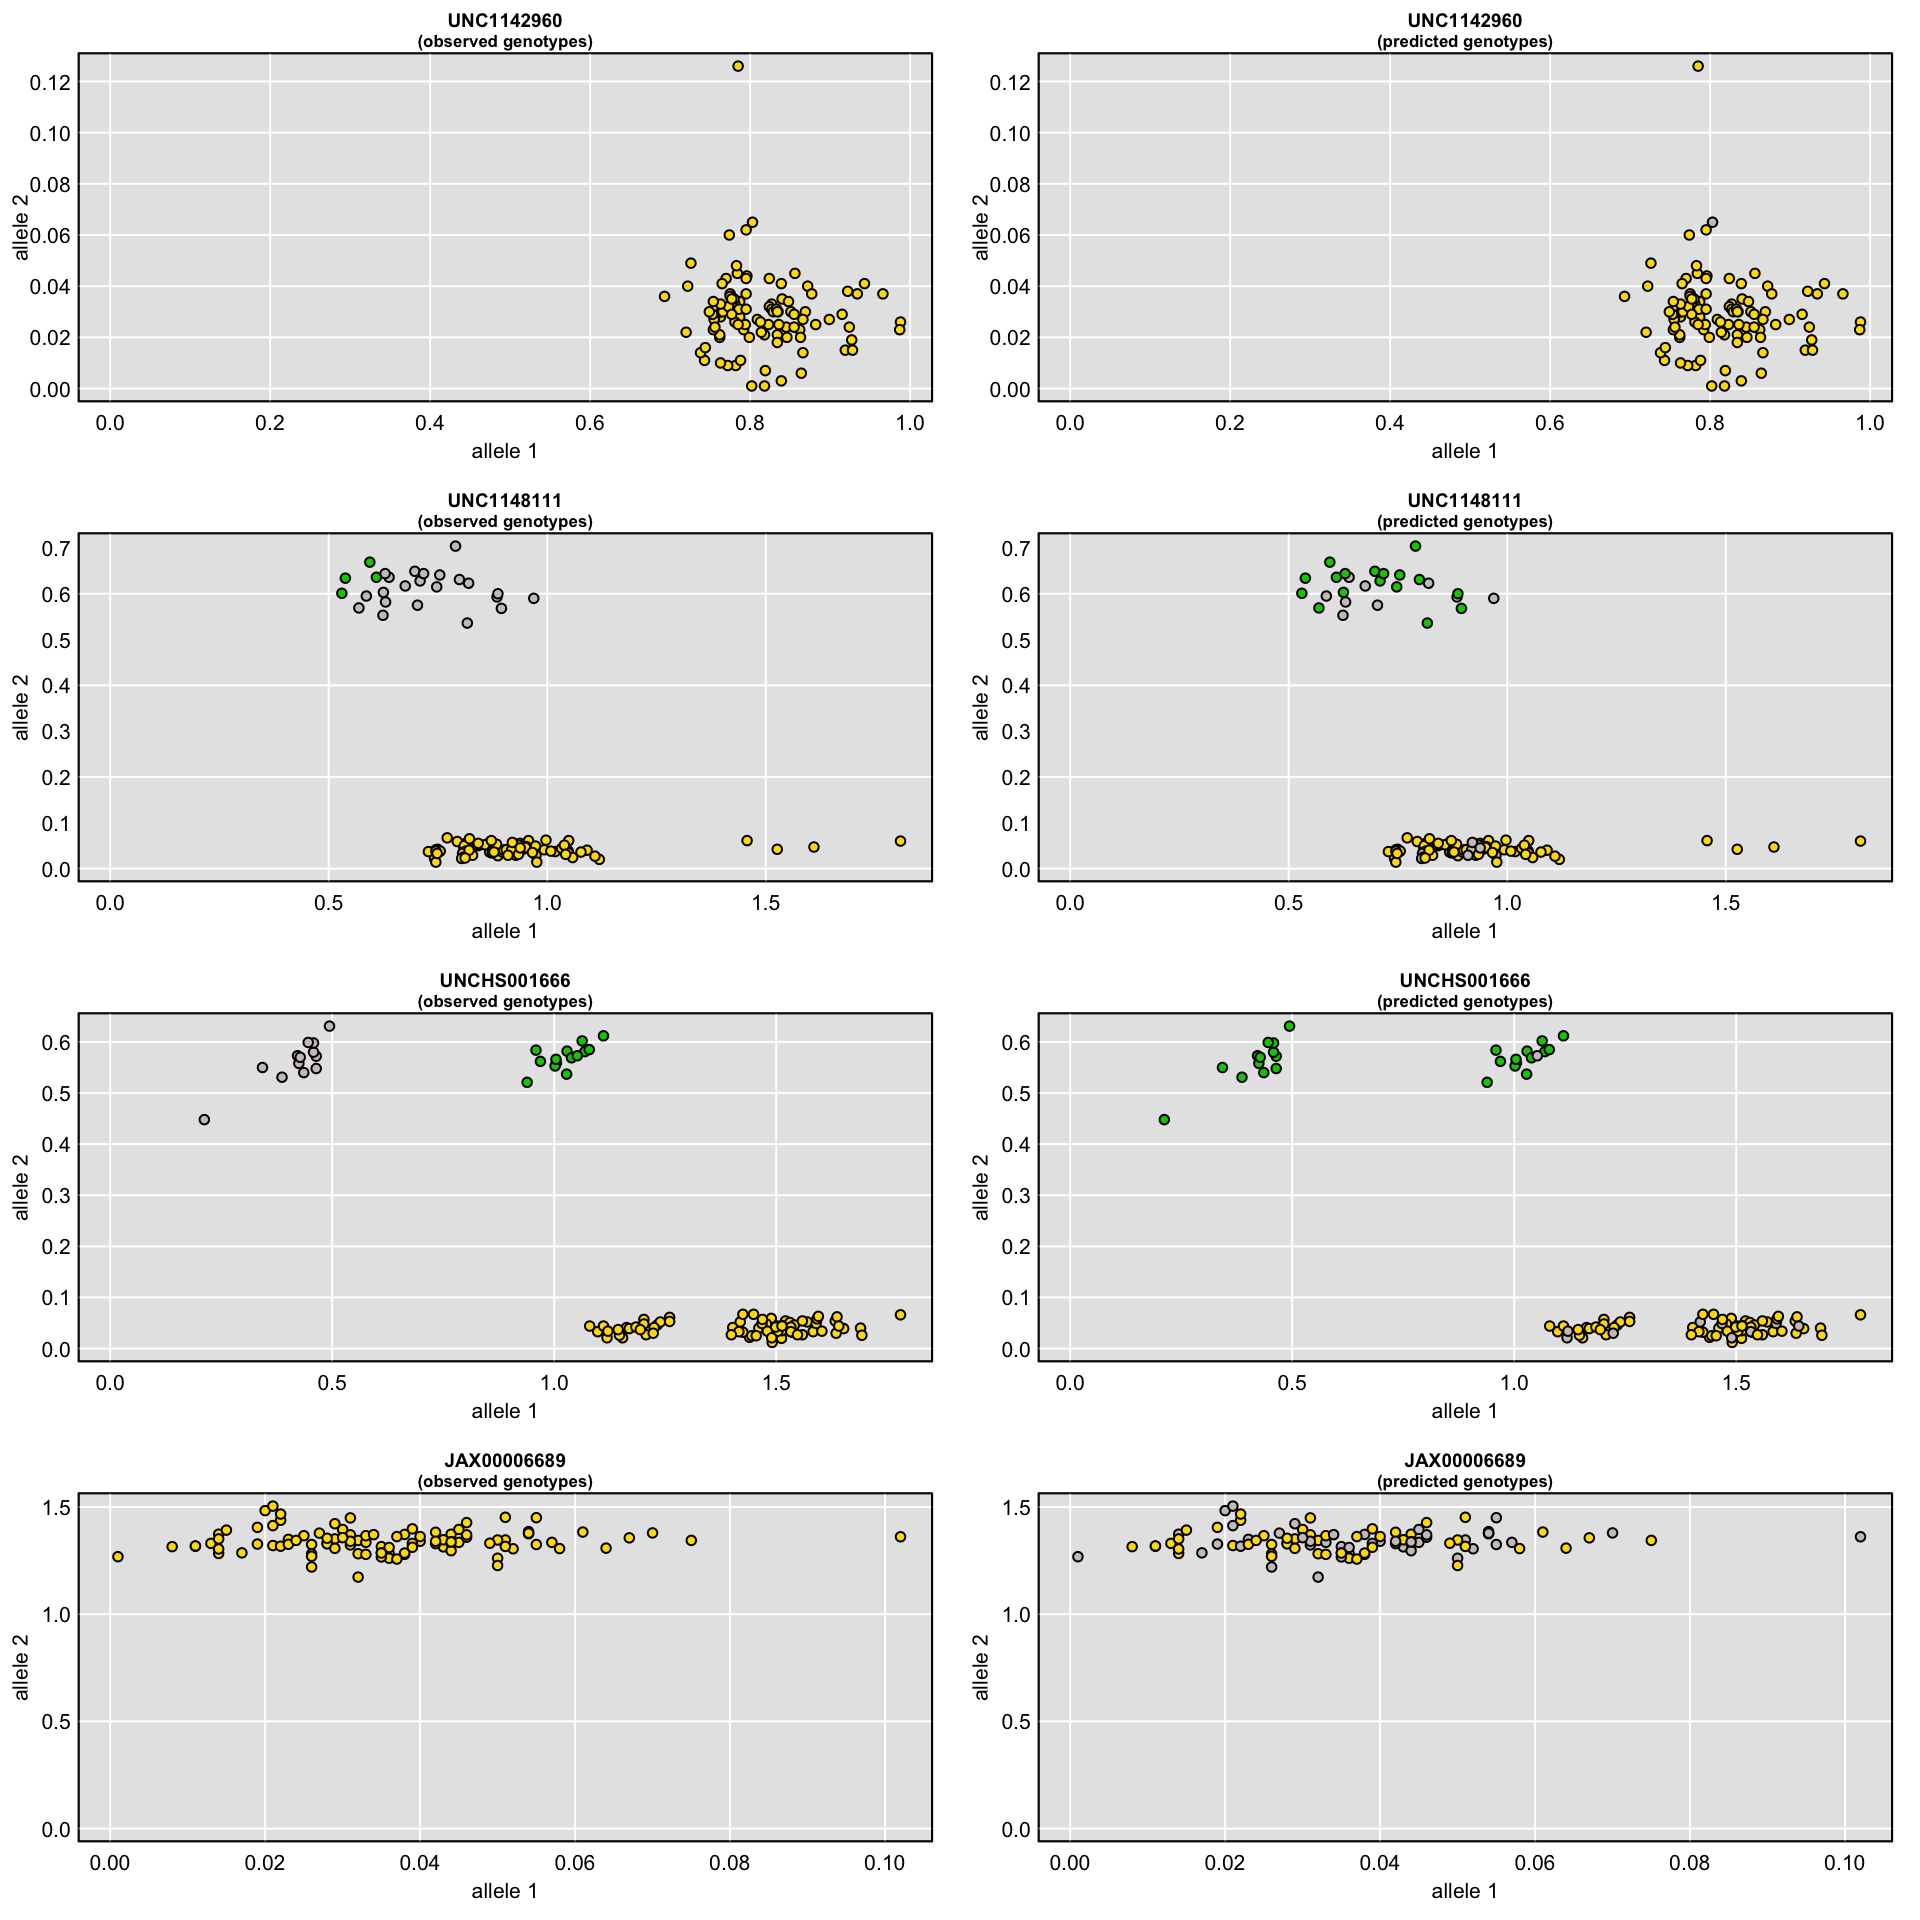 UNC1142960
(observed genotypes)
allele 2
0.12
0.10
0.08
0.06
0.04
0.02
0.00
0.0 0.2 0.4 0.6 0.8 1.0
allele 1
UNC1142960
(predicted genotypes)
allele 2
0.12
0.10
0.08
0.06
0.04
0.02
0.00
0.0 0.2 0.4 0.6 0.8 1.0
allele 1
UNC1148111
(observed genotypes)
allele 2
0.7
0.6
0.5
0.4
0.3
0.2
0.1
0.0
0.0 0.5 1.0 1.5
allele 1
UNC1148111
(predicted genotypes)
allele 2
0.7
0.6
0.5
0.4
0.3
0.2
0.1
0.0
0.0 0.5 1.0 1.5
allele 1
UNCHS001666
(observed genotypes)
allele 2
0.6
0.5
0.4
0.3
0.2
0.1
0.0
0.0 0.5 1.0 1.5
allele 1
UNCHS001666
(predicted genotypes)
allele 2
0.6
0.5
0.4
0.3
0.2
0.1
0.0
0.0 0.5 1.0 1.5
allele 1
JAX00006689
(observed genotypes)
allele 2
1.5
1.0
0.5
0.0
0.00 0.02 0.04 0.06 0.08 0.10
allele 1
JAX00006689
(predicted genotypes)
allele 2
1.5
1.0
0.5
0.0
0.00 0.02 0.04 0.06 0.08 0.10
allele 1